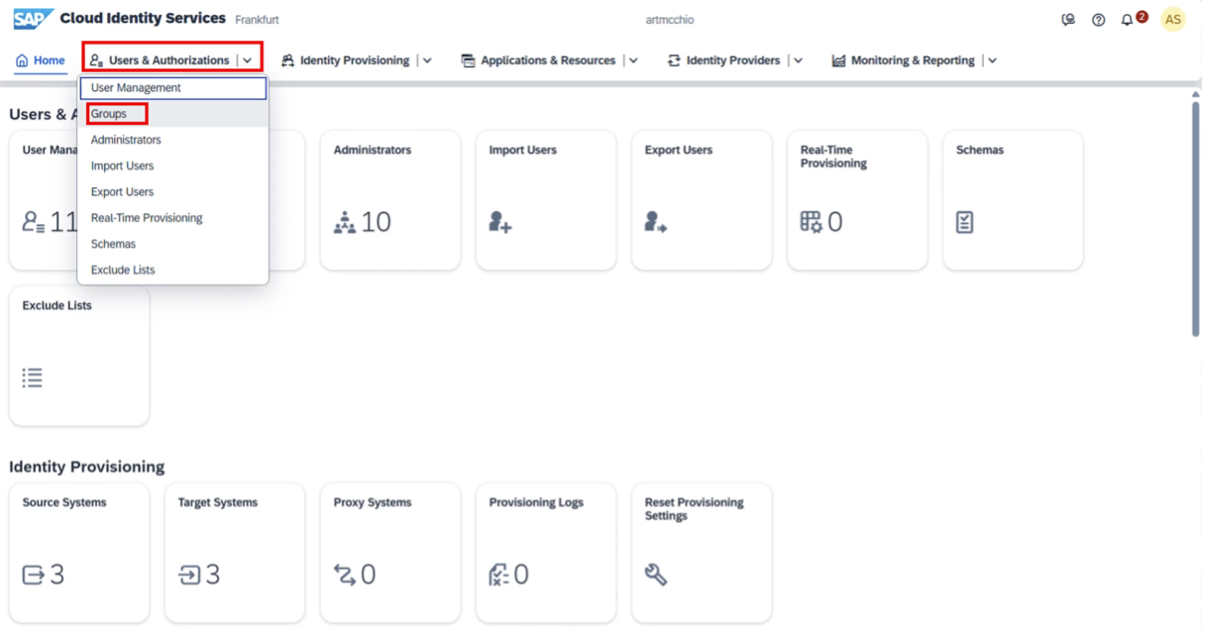 SAP Cloud Identity Services Frankfurt
artmcchio
2
AS
Home
Users & Authorizations
Identity Provisioning
Applications & Resources
Identity Providers
Monitoring & Reporting
User Management
Groups
Administrators
Import Users
Export Users
Real-Time Provisioning
Schemas
Exclude Lists
Users & A
User Mana
11
Administrators
10
Import Users
Export Users
Real-Time
Provisioning
0
Schemas
Exclude Lists
Identity Provisioning
Source Systems
3
Target Systems
3
Proxy Systems
0
Provisioning Logs
0
Reset Provisioning
Settings